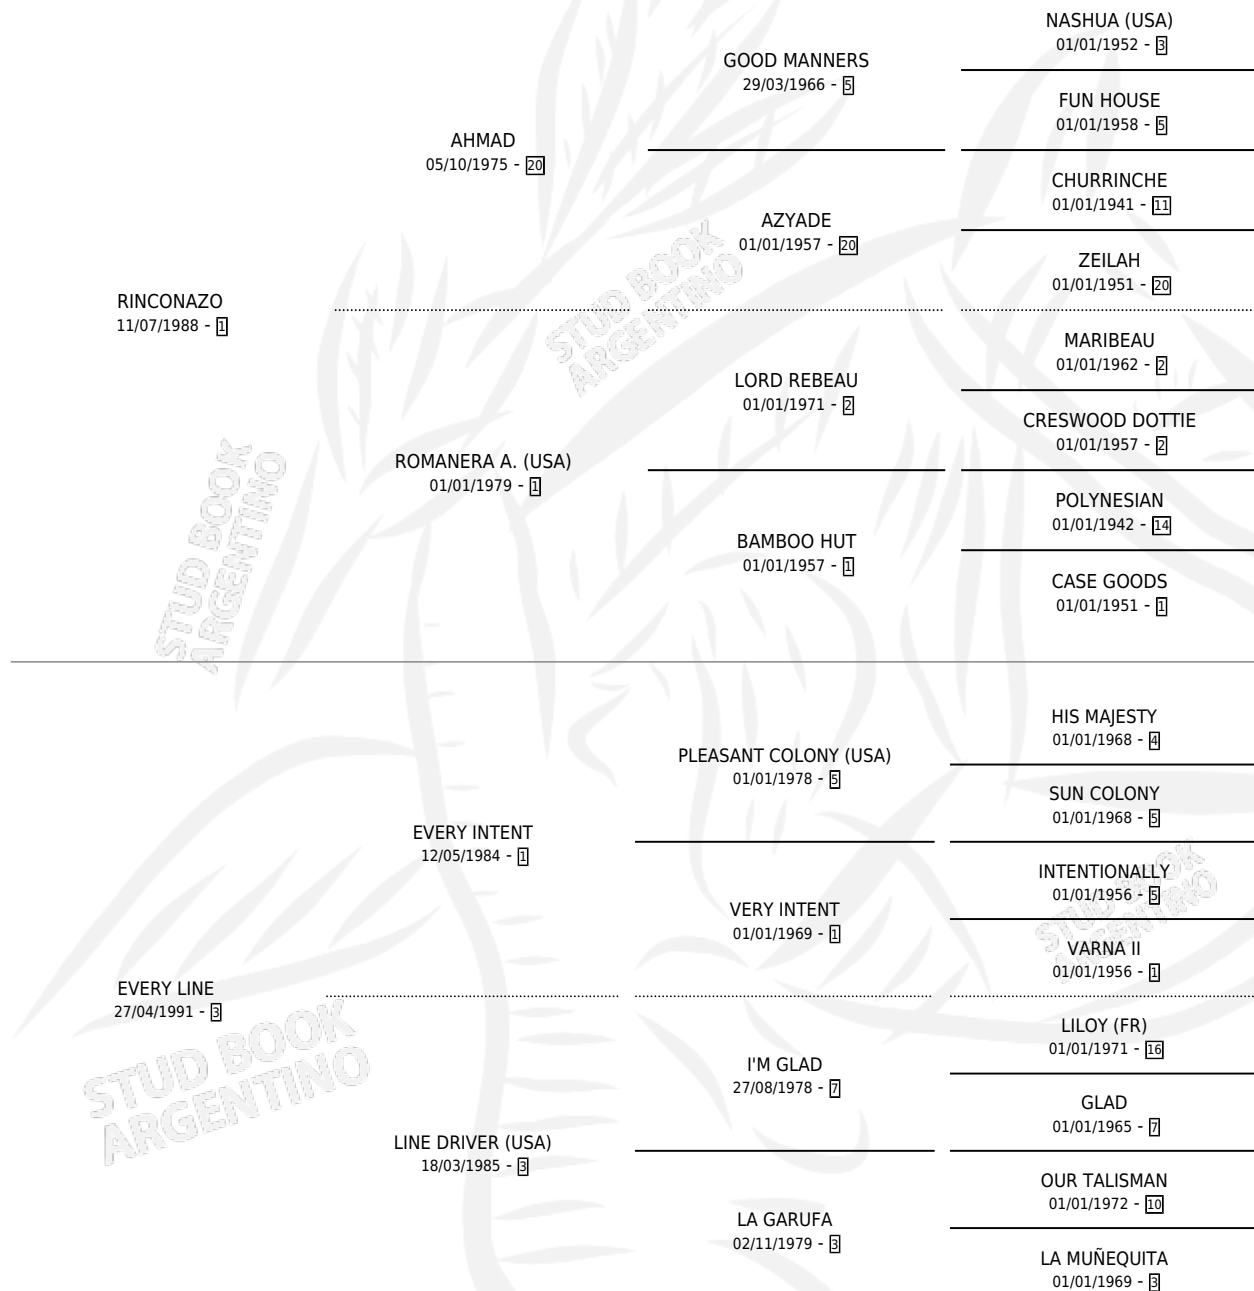 NASHUA (USA)
01/01/1952 - 3
GOOD MANNERS
29/03/1966 - 5
FUN HOUSE
01/01/1958 - 5
AHMAD
05/10/1975 - 20
CHURRINCHE
01/01/1941 - 11
AZYADE
01/01/1957 - 20
ZEILAH
01/01/1951 - 20
RINCONAZO
11/07/1988 - 1
MARIBEAU
01/01/1962 - 2
LORD REBEAU
01/01/1971 - 2
CRESWOOD DOTTIE
01/01/1957 - 2
ROMANERA A. (USA)
01/01/1979 - 1
POLYNESIAN
01/01/1942 - 14
BAMBOO HUT
01/01/1957 - 1
CASE GOODS
01/01/1951 - 1
HIS MAJESTY
01/01/1968 - 4
PLEASANT COLONY (USA)
01/01/1978 - 5
SUN COLONY
01/01/1968 - 5
EVERY INTENT
12/05/1984 - 1
INTENTIONALLY
01/01/1956 - 5
VERY INTENT
01/01/1969 - 1
VARNA II
01/01/1956 - 1
EVERY LINE
27/04/1991 - 3
LILOY (FR)
01/01/1971 - 16
I'M GLAD
27/08/1978 - 7
GLAD
01/01/1965 - 7
LINE DRIVER (USA)
18/03/1985 - 3
OUR TALISMAN
01/01/1972 - 10
LA GARUFA
02/11/1979 - 3
LA MUÑEQUITA
01/01/1969 - 3
STUD BOOK
ARGENTINO
STUD BOOK
ARGENTINO
STUD BOOK
ARGENTINO
STUD BOOK
ARGENTINO